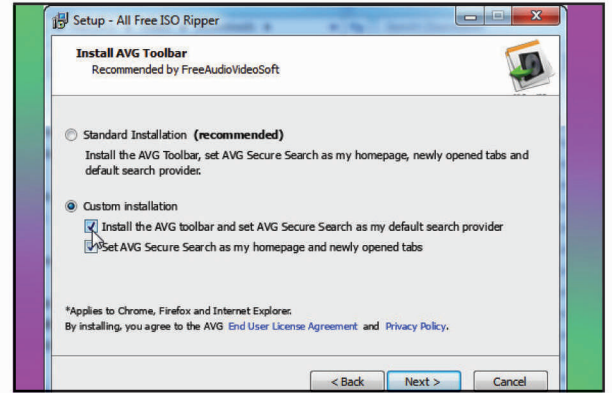 Setup - All Free ISO Ripper
Install AVG Toolbar
Recommended by FreeAudioVideoSoft
Standard Installation (recommended)
Install the AVG Toolbar, set AVG Secure Search as my homepage, newly opened tabs and
default search provider.
Custom installation
Install the AVG toolbar and set AVG Secure Search as my default search provider
Set AVG Secure Search as my homepage and newly opened tabs
*Applies to Chrome, Firefox and Internet Explorer.
By installing, you agree to the AVG End User License Agreement and Privacy Policy.
< Back Next > Cancel